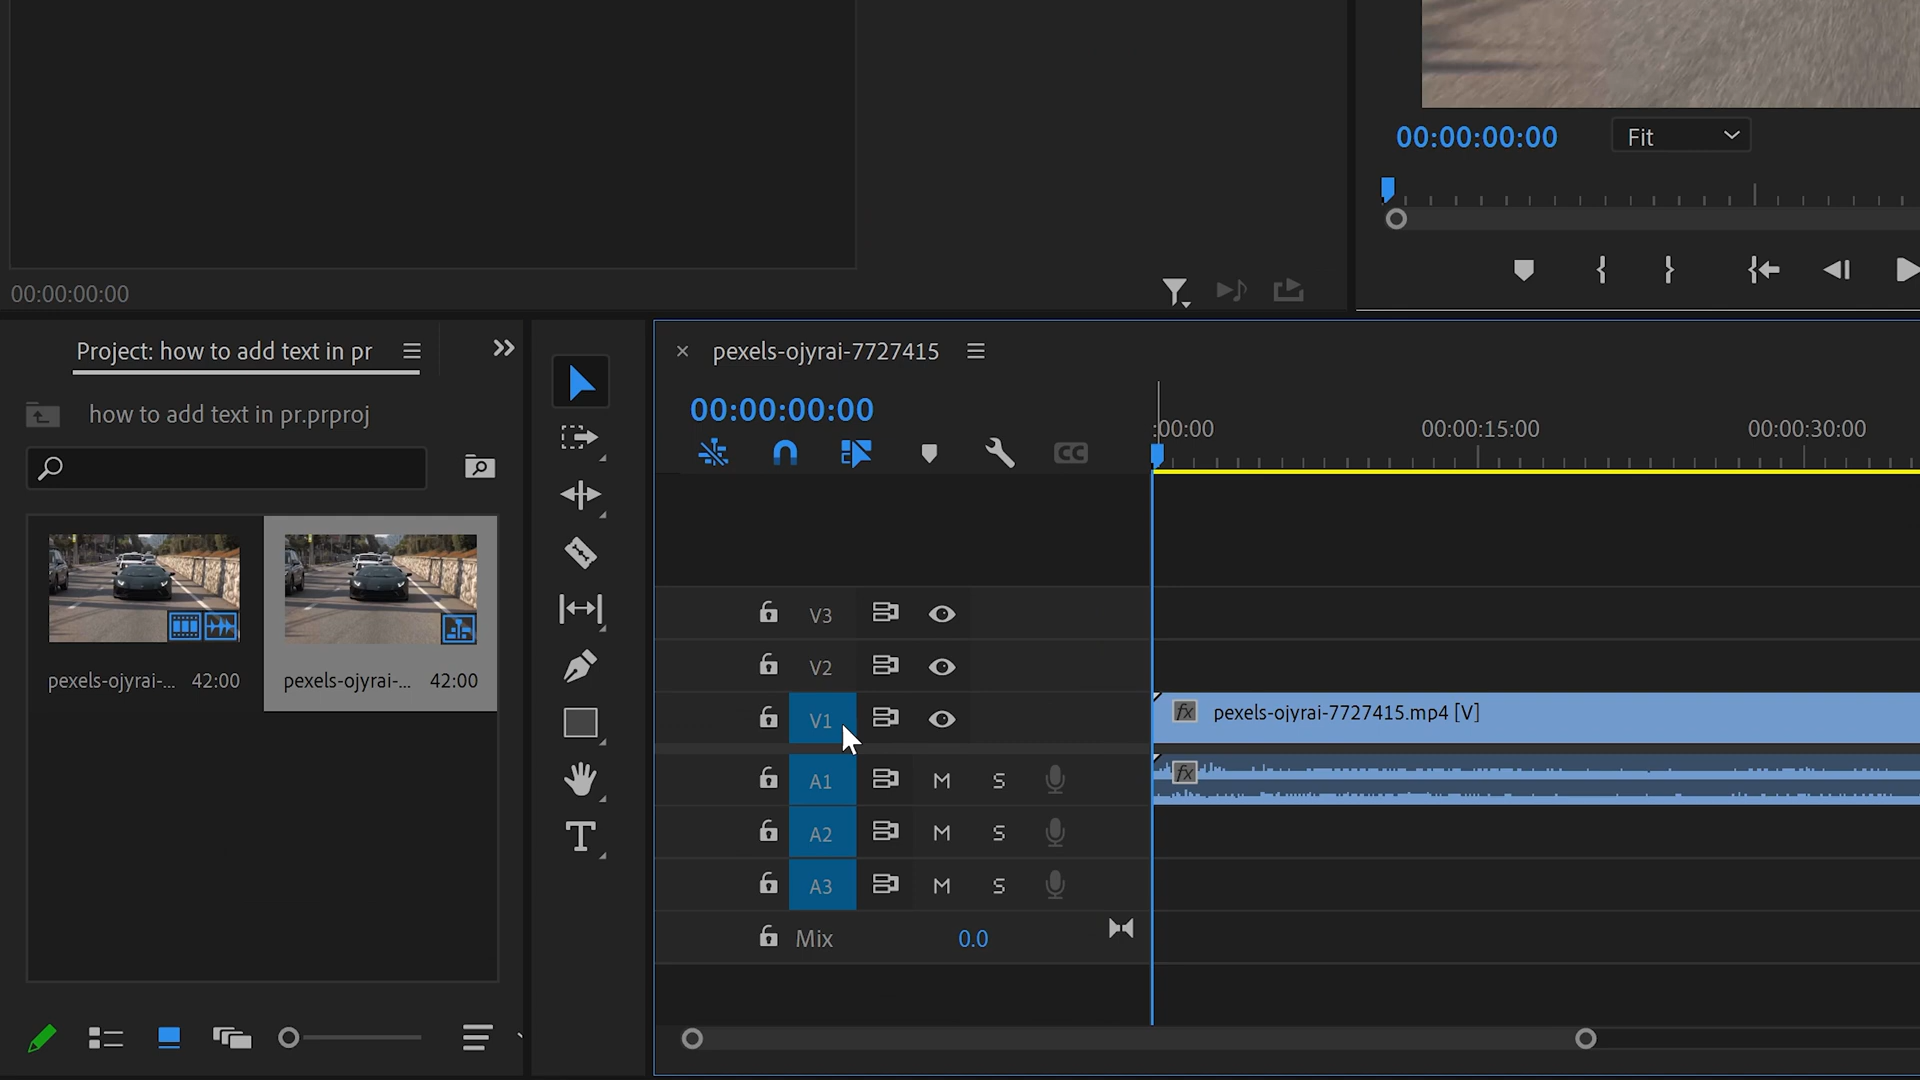 00:00:00:00
Fit
00:00:00:00
Project: how to add text in pr
pexels-ojyrai-7727415
how to add text in pr.prproj
00:00:00:00
:00:00
00:00:15:00
00:00:30:00
CC
pexels-ojyrai-... 42:00
pexels-ojyrai-... 42:00
V3
V2
V1
fx pexels-ojyrai-7727415.mp4 [V]
A1 M S
fx
A2 M S
A3 M S
Mix 0.0
T